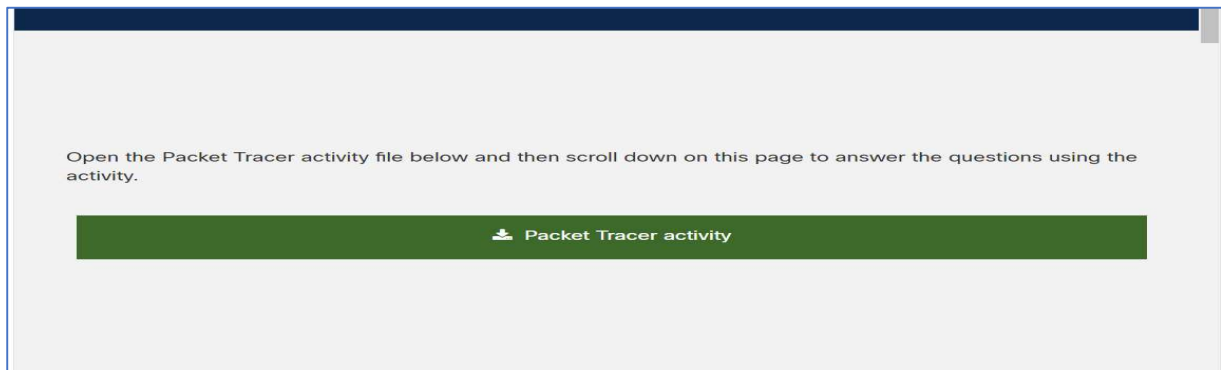 Open the Packet Tracer activity file below and then scroll down on this page to answer the questions using the
activity.
Packet Tracer activity